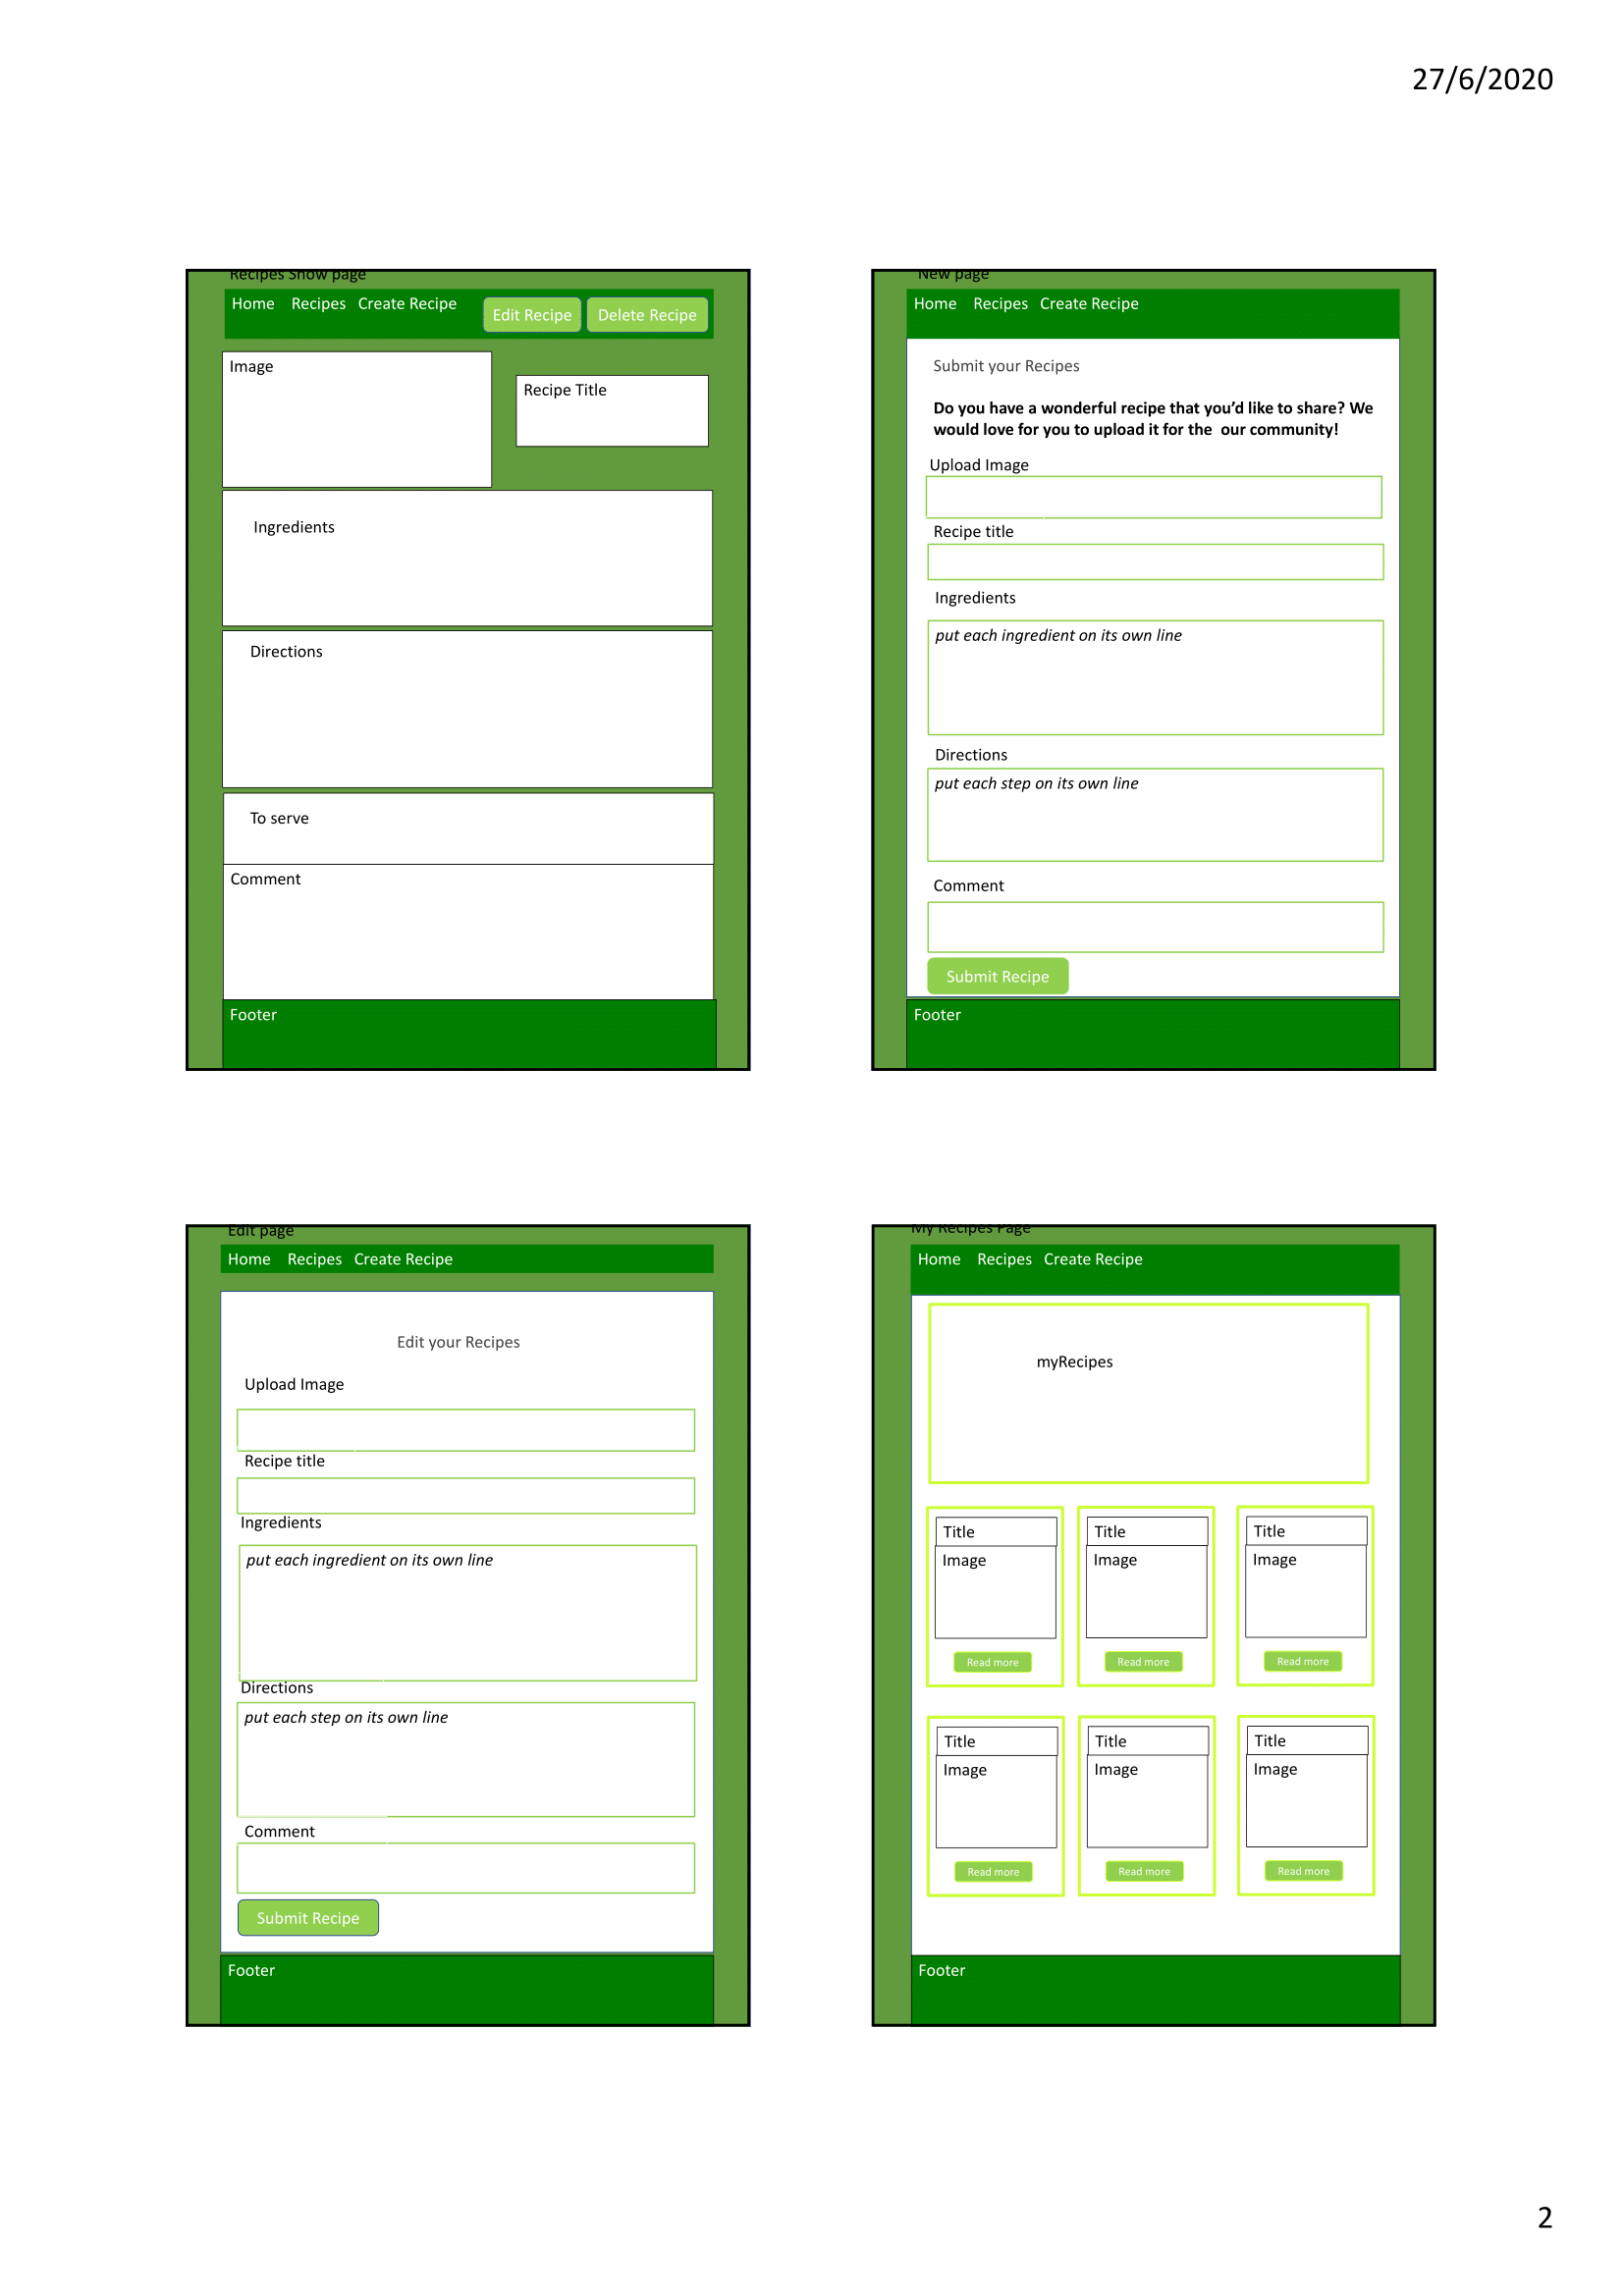 27/6/2020
Recipes Show page
Home Recipes Create Recipe Edit Recipe Delete Recipe
Image
Recipe Title
Ingredients
Directions
To serve
Comment
Footer
New page
Home Recipes Create Recipe
Submit your Recipes
Do you have a wonderful recipe that you’d like to share? We
would love for you to upload it for the  our community!
Upload Image
Recipe title
Ingredients
put each ingredient on its own line
Directions
put each step on its own line
Comment
Submit Recipe
Footer
Edit page
Home Recipes Create Recipe
Edit your Recipes
Upload Image
Recipe title
Ingredients
put each ingredient on its own line
Directions
put each step on its own line
Comment
Submit Recipe
Footer
My Recipes Page
Home Recipes Create Recipe
myRecipes
Title Title Title
Image Image Image
Read more Read more Read more
Title Title Title
Image Image Image
Read more Read more Read more
Footer
2